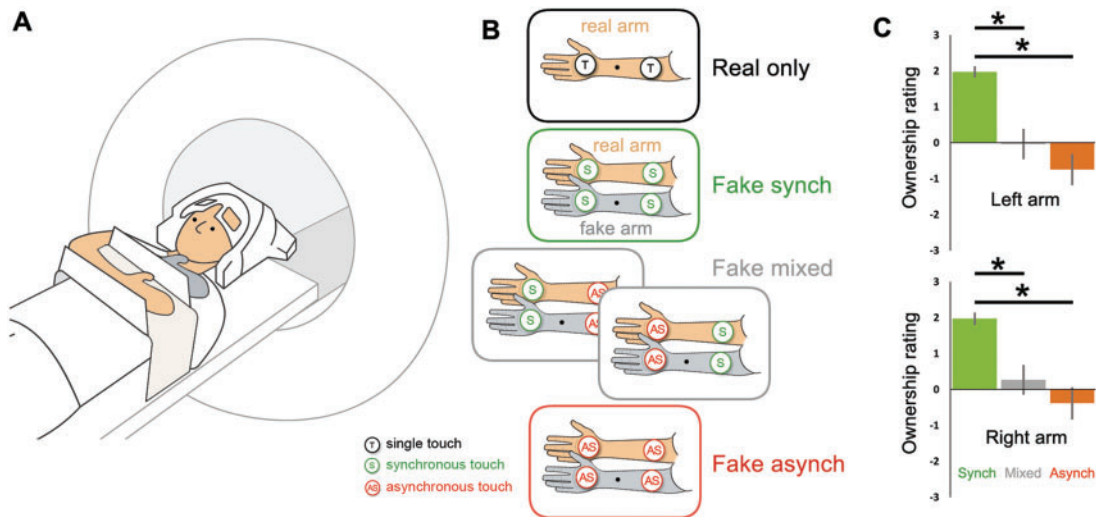 A
B
real arm
T
T
Real only
real arm
S
S
S
S
fake arm
Fake synch
Fake mixed
S
AS
S
AS
AS
S
AS
S
AS
AS
AS
AS
Fake asynch
T single touch
S synchronous touch
AS asynchronous touch
C
*
*
3
2
1
0
-1
-2
-3
Ownership rating
Left arm
*
*
3
2
1
0
-1
-2
-3
Ownership rating
Right arm
Synch Mixed Asynch